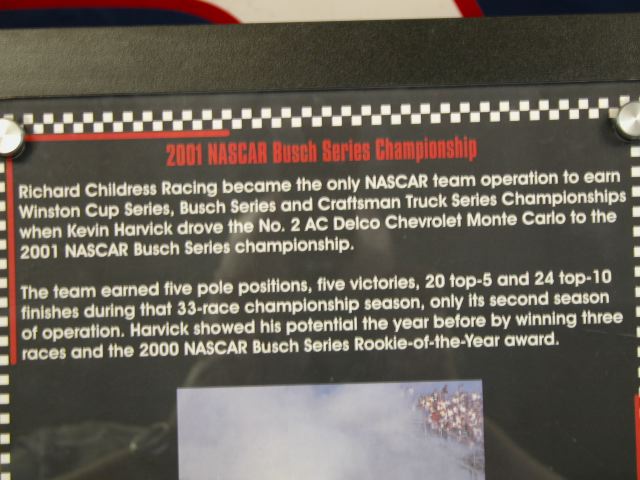 2001 NASCAR Busch Series Championship
Richard Childress Racing became the only NASCAR team operation to earn
Winston Cup Series, Busch Series and Craftsman Truck Series Championships
when Kevin Harvick drove the No. 2 AC Delco Chevrolet Monte Carlo to the
2001 NASCAR Busch Series championship.
The team earned five pole positions, five victories, 20 top-5 and 24 top-10
finishes during that 33-race championship season, only its second season
of operation. Harvick showed his potential the year before by winning three
races and the 2000 NASCAR Busch Series Rookie-of-the-Year award.